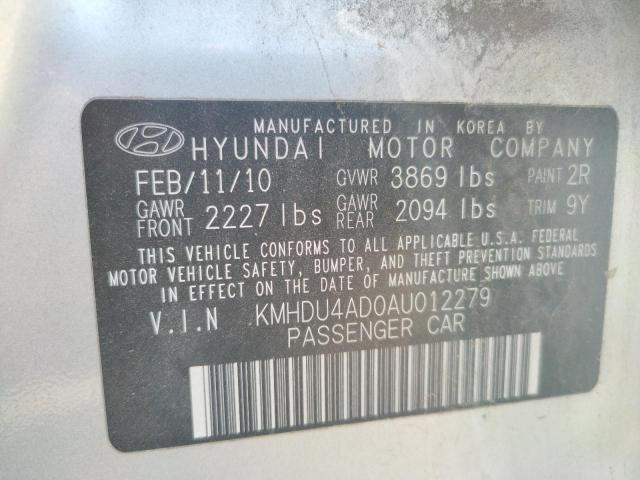 MANUFACTURED IN KOREA BY
HYUNDAI MOTOR COMPANY
FEB/11/10 GVWR 3869 lbs PAINT 2R
GAWR FRONT 2227 lbs GAWR REAR 2094 lbs TRIM 9Y
THIS VEHICLE CONFORMS TO ALL APPLICABLE U.S.A. FEDERAL
MOTOR VEHICLE SAFETY, BUMPER, AND THEFT PREVENTION STANDARDS
IN EFFECT ON THE DATE OF MANUFACTURE SHOWN ABOVE
V.I.N KMHDU4AD0AU012279
PASSENGER CAR